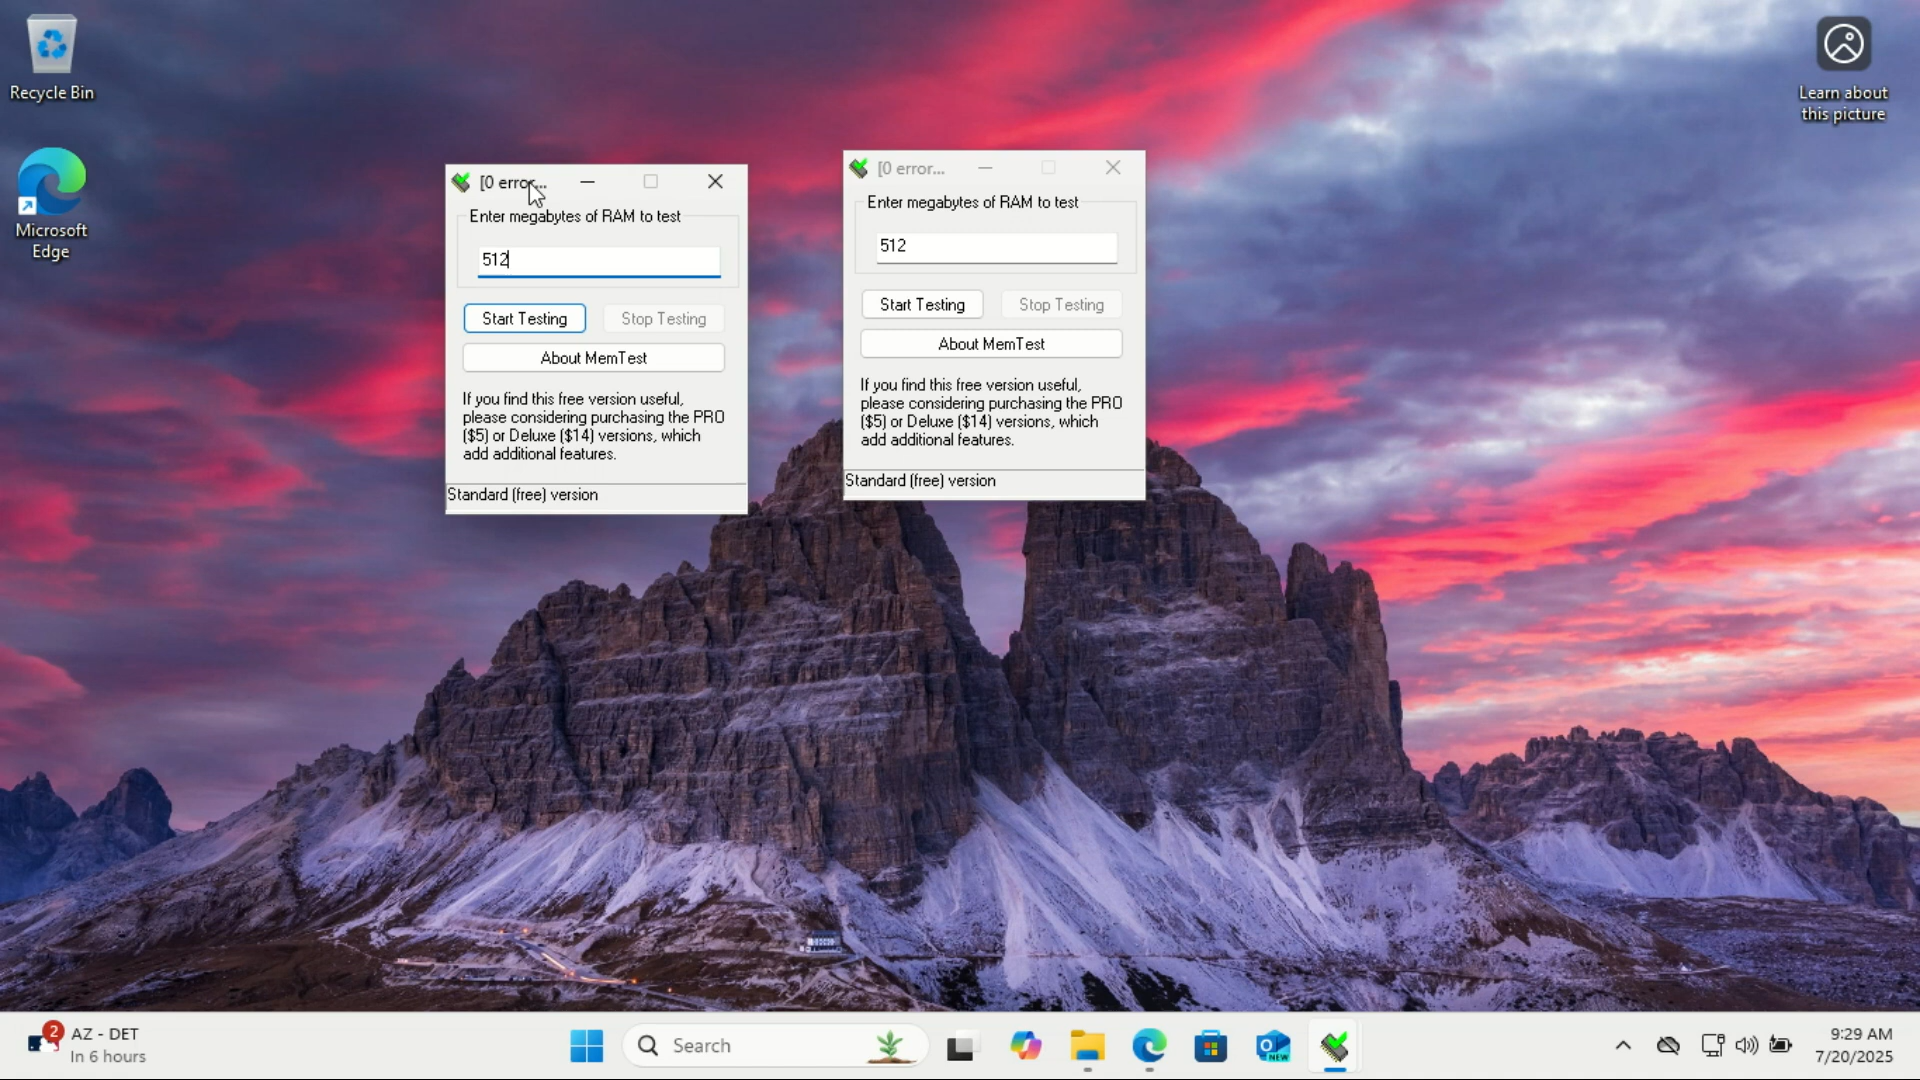 Recycle Bin
Microsoft
Edge
Learn about
this picture
[0 error...
Enter megabytes of RAM to test
512
Start Testing
Stop Testing
About MemTest
If you find this free version useful,
please considering purchasing the PRO
($5) or Deluxe ($14) versions, which
add additional features.
Standard (free) version
[0 error...
Enter megabytes of RAM to test
512
Start Testing
Stop Testing
About MemTest
If you find this free version useful,
please considering purchasing the PRO
($5) or Deluxe ($14) versions, which
add additional features.
Standard (free) version
2
AZ - DET
In 6 hours
Search
NEW
9:29 AM
7/20/2025